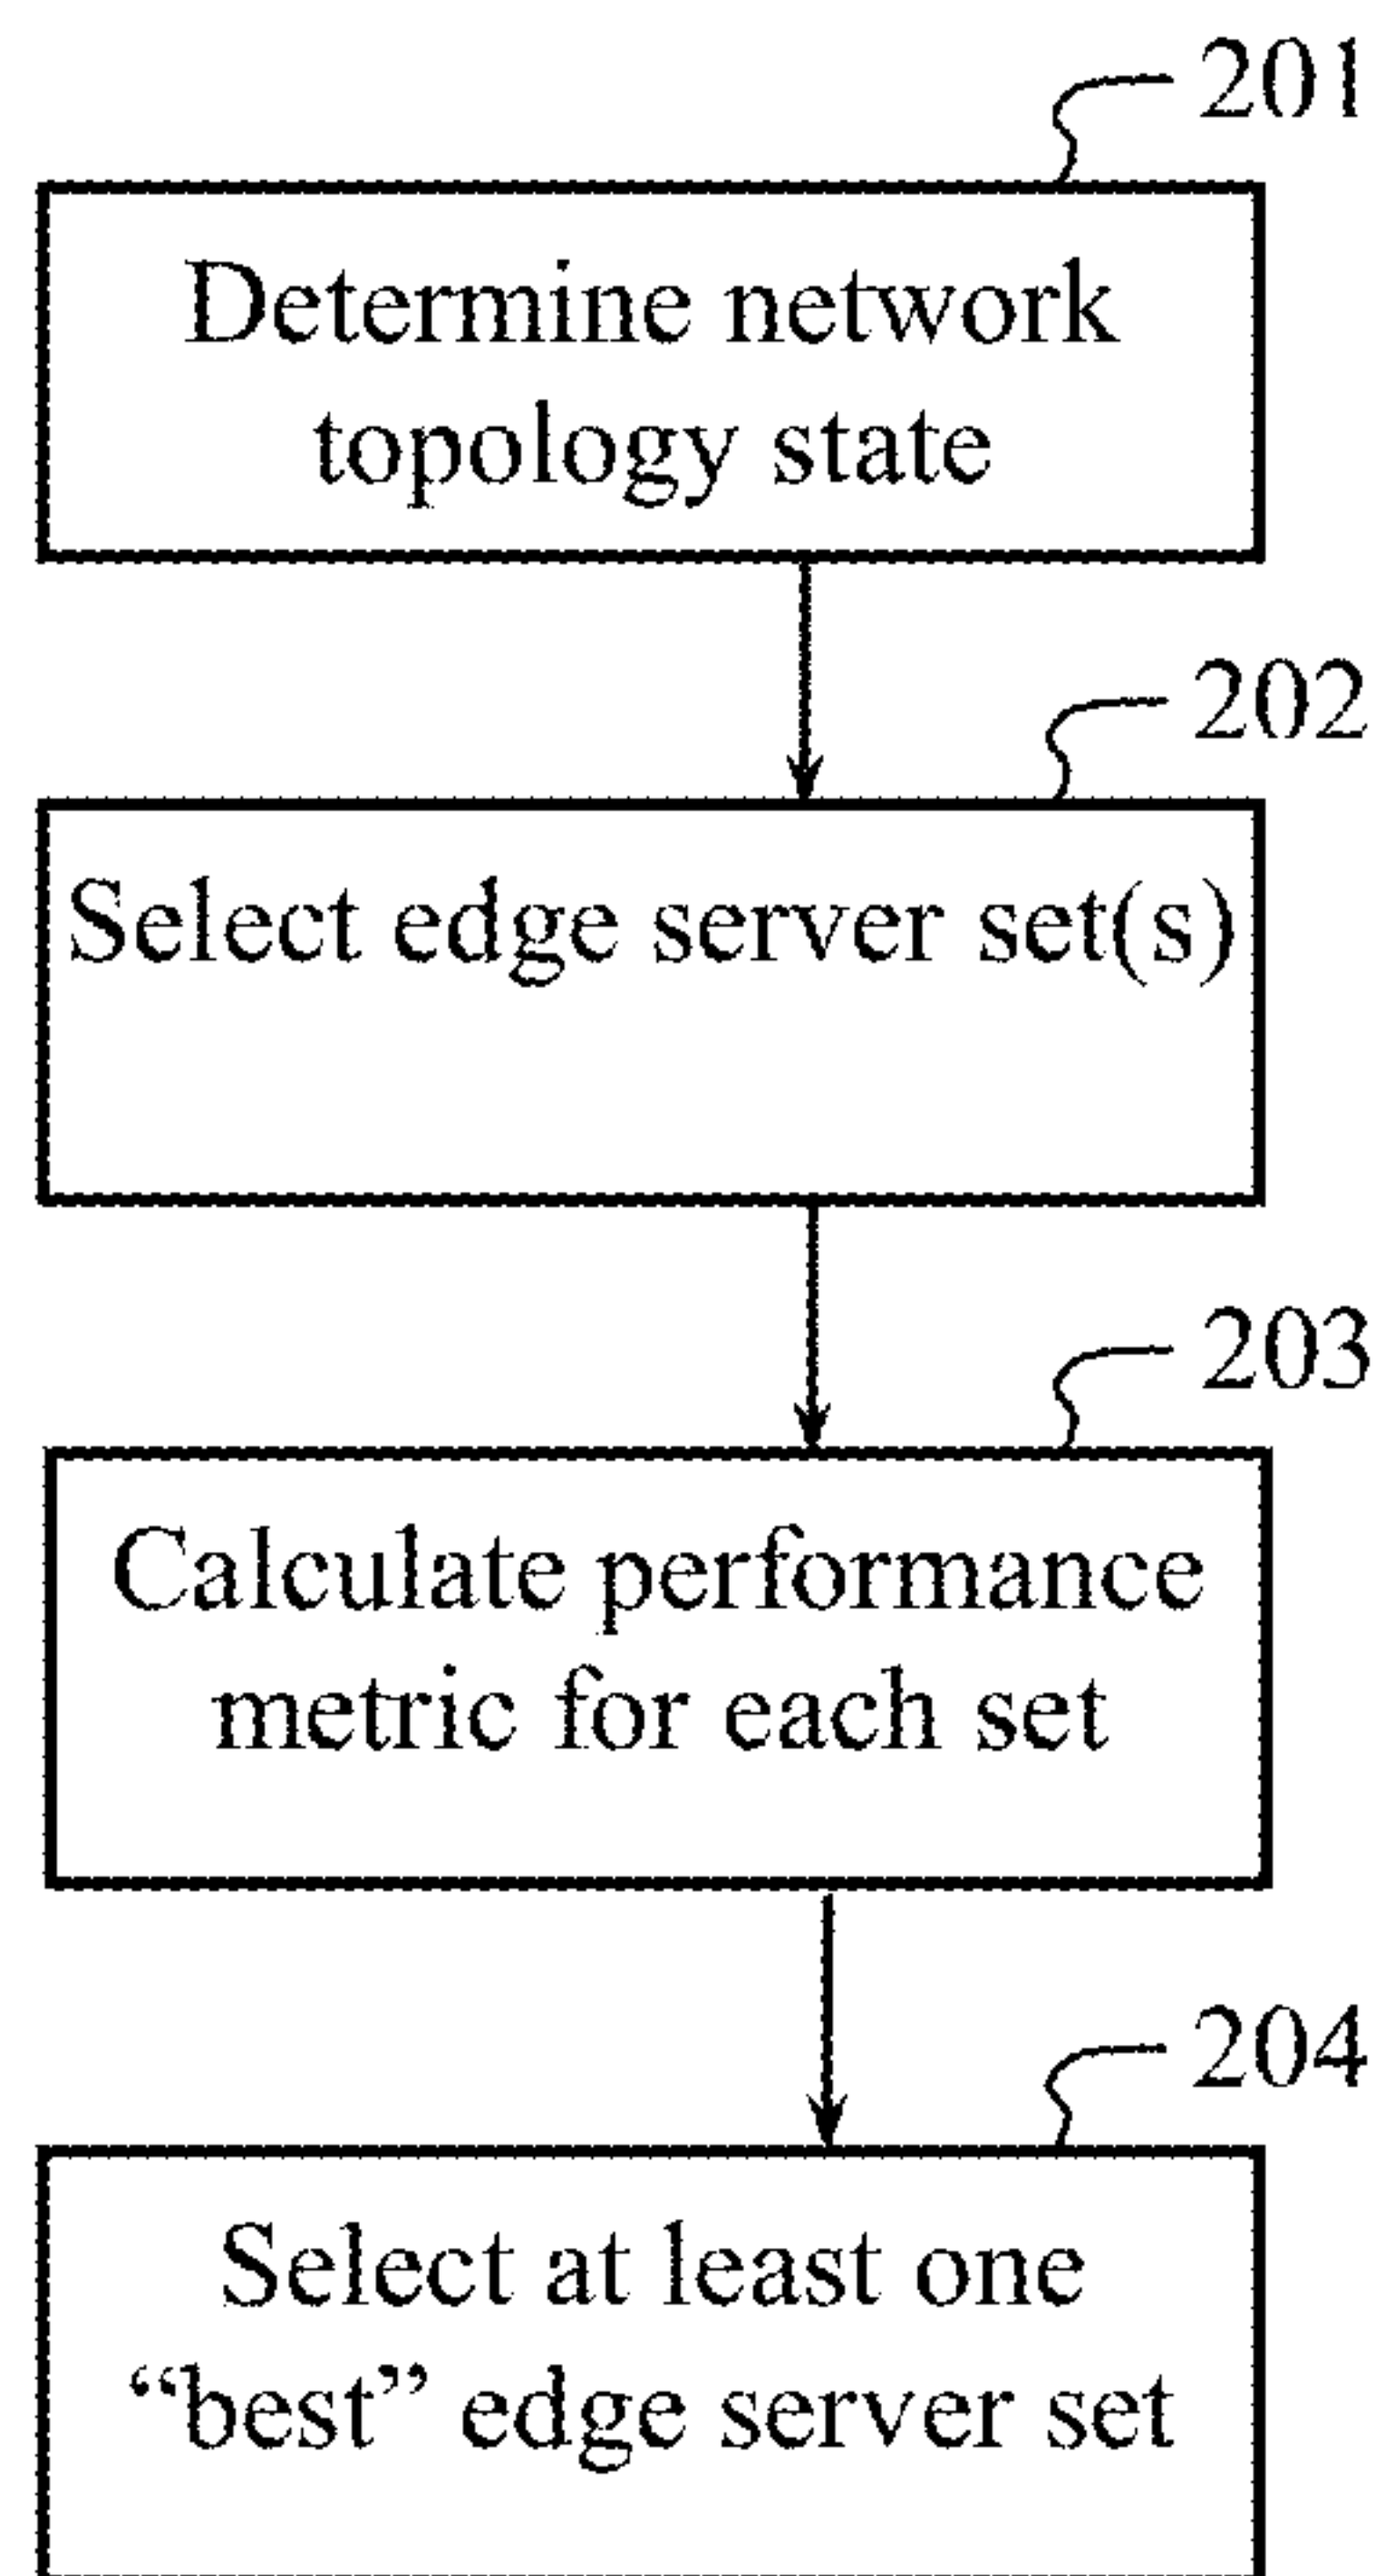 201
Determine network
topology state
202
Select edge server set(s)
203
Calculate performance
metric for each set
204
Select at least one
“best” edge server set